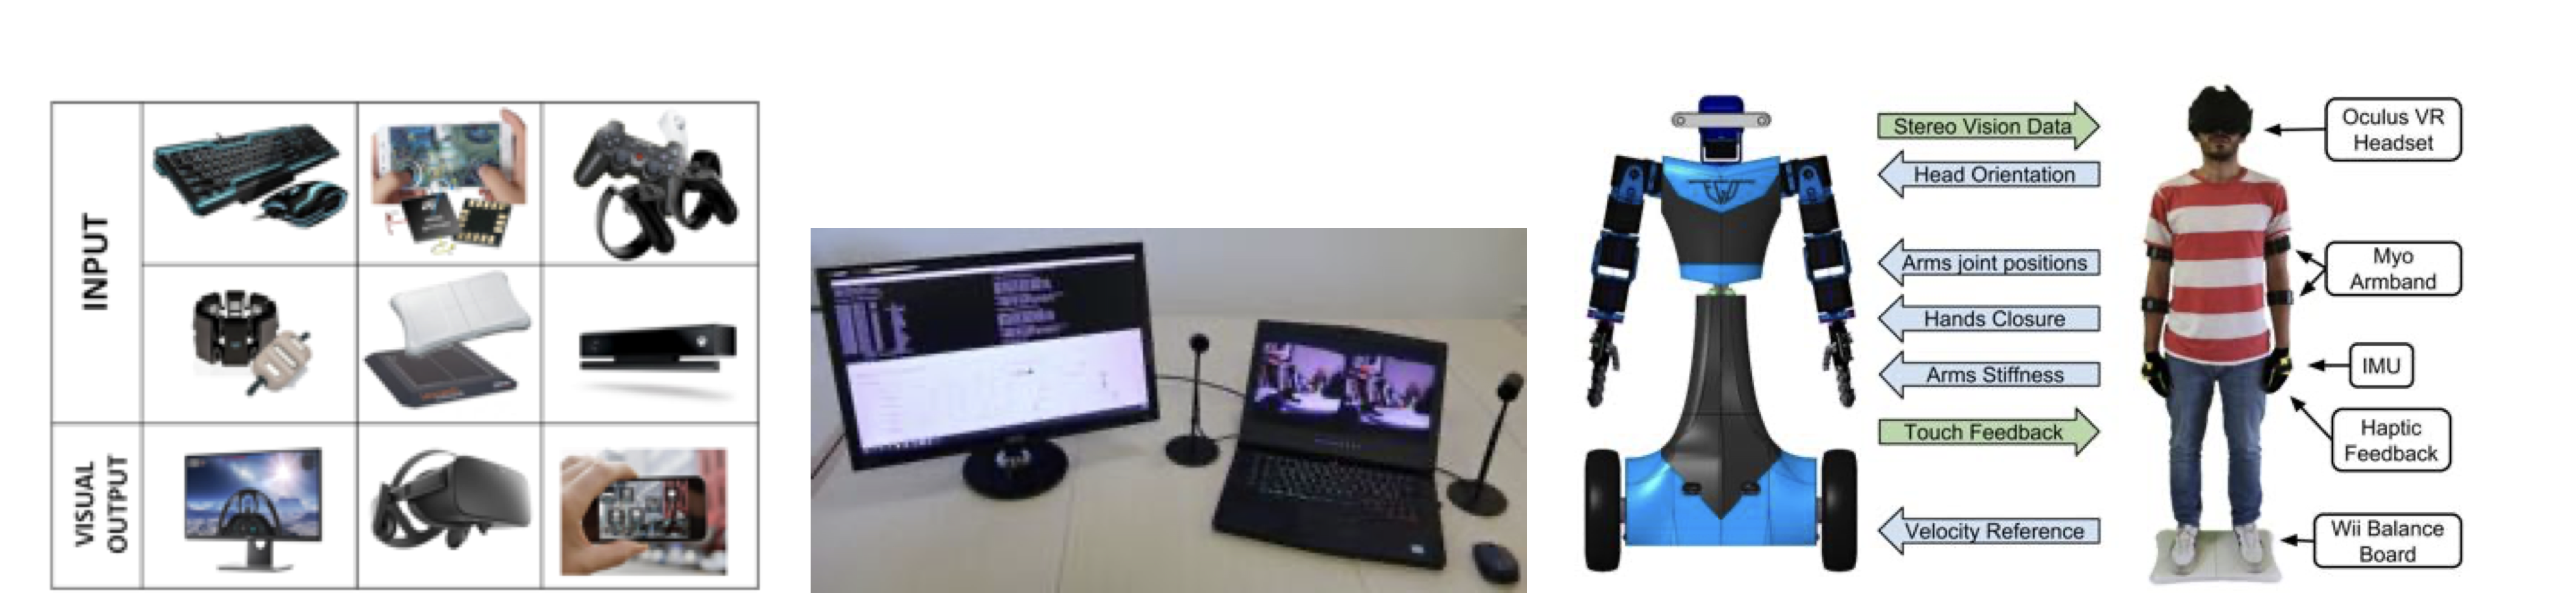 INPUT
VISUAL
OUTPUT
Stereo Vision Data
Head Orientation
Arms joint positions
Hands Closure
Arms Stiffness
Touch Feedback
Velocity Reference
Oculus VR
Headset
Myo
Armband
IMU
Haptic
Feedback
Wii Balance
Board